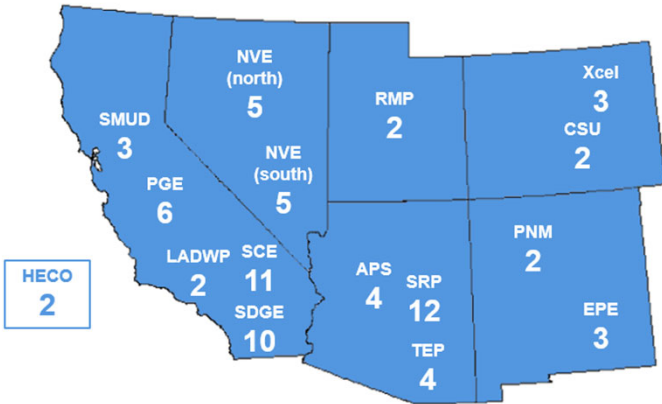 NVE
(north)
5
Xcel
3
RMP
2
SMUD
3
CSU
2
NVE
(south)
5
PGE
6
PNM
2
LADWP
2
SCE
11
APS
4
SRP
12
HECO
2
SDGE
10
EPE
3
TEP
4